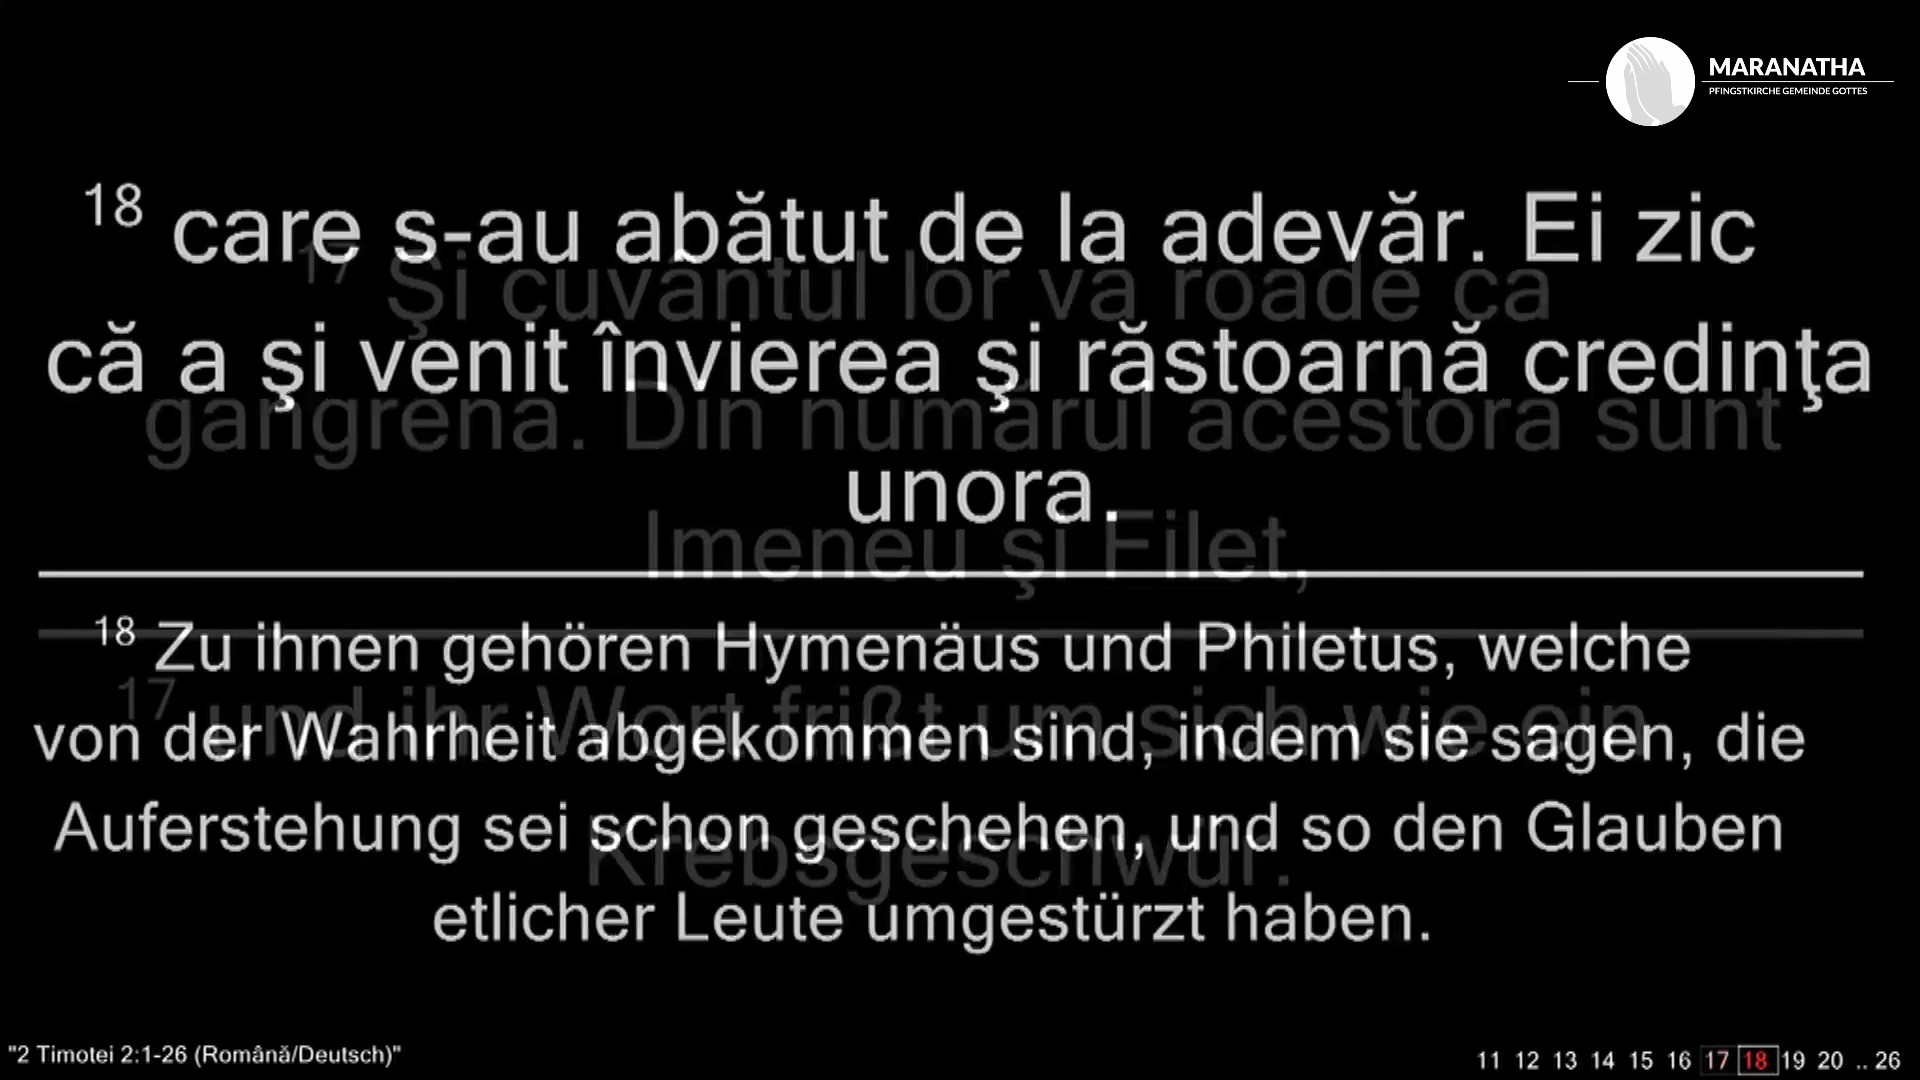 MARANATHA
PFINGSTKIRCHE GEMEINDE GOTTES
18 care s-au abătut de la adevăr. Ei zic
că a şi venit învierea şi răstoarnă credinţa
unora.
17 Şi cuvântul lor va roade ca
gangrena. Din numărul acestora sunt
Imeneu şi Filet,
18 Zu ihnen gehören Hymenäus und Philetus, welche
von der Wahrheit abgekommen sind, indem sie sagen, die
Auferstehung sei schon geschehen, und so den Glauben
etlicher Leute umgestürzt haben.
17 und ihr Wort frißt um sich wie ein
Krebsgeschwür.
"2 Timotei 2:1-26 (Română/Deutsch)"
11 12 13 14 15 16 17 18 19 20 .. 26